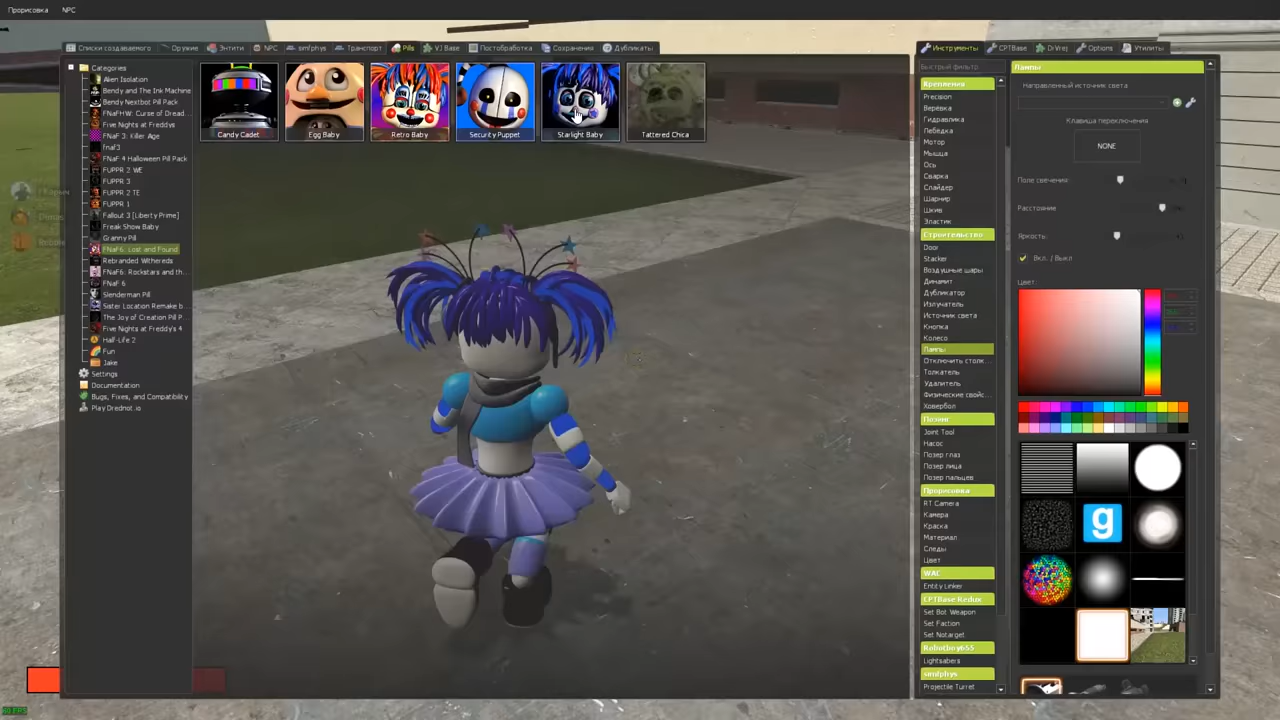 Прорисовка NPC
Списки создаваемого Оружие Энтити NPC smlphys Транспорт Pills VJ Base Постобработка Сохранения Дубликаты
Инструменты CPTBase DrVrej Options Утилиты
Categories
Alien Isolation
Bendy and The Ink Machine
Bendy Nextbot Pill Pack
FNaFHW: Curse of Dread...
Five Nights at Freddys
FNAF 3: Killer Age
fnaf3
FNaF 4 Halloween Pill Pack
FUPPR 2 WE
FUPPR 3
FUPPR 2 TE
FUPPR 1
Fallout 3 [Liberty Prime]
Freak Show Baby
Granny Pill
FNaF6: Lost and Found
Rebranded Withereds
FNaF6: Rockstars and th...
FNaF 6
Slenderman Pill
Sister Location Remake b...
The Joy of Creation Pill P...
Five Nights at Freddy's 4
Half-Life 2
Fun
Jake
Settings
Documentation
Bugs, Fixes, and Compatibility
Play Drednot.io
Candy Cadet
Egg Baby
Retro Baby
Security Puppet
Starlight Baby
Tattered Chica
Быстрый фильтр...
Крепления
Precision
Веревка
Гидравлика
Лебёдка
Мотор
Мышца
Ось
Сварка
Слайдер
Шарнир
Шкив
Эластик
Строительство
Door
Stacker
Воздушные шары
Динамит
Дубликатор
Излучатель
Источник света
Кнопка
Колесо
Лампы
Отключить столк...
Толкатель
Удалитель
Физические свойс...
Ховербол
Позинг
Joint Tool
Насос
Позер глаз
Позер лица
Позер пальцев
Прорисовка
RT Camera
Камера
Краска
Материал
Следы
Цвет
WAC
Entity Linker
CPTBase Redux
Set Bot Weapon
Set Faction
Set Notarget
Roboboy655
Lightsabers
smlphys
Projectile Turret
Лампы
Направленный источник света
Клавиша переключения
NONE
Поле свечения:
Расстояние
Яркость:
Вкл. / Выкл
Цвет:
g